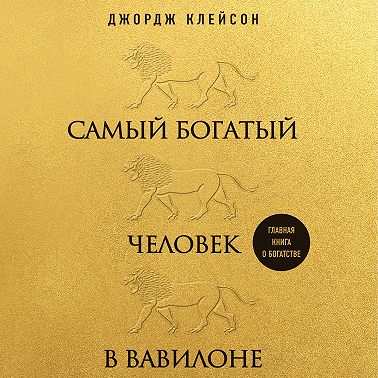 ДЖОРДЖ КЛЕЙСОН
САМЫЙ БОГАТЫЙ
ЧЕЛОВЕК
ГЛАВНАЯ
КНИГА
О БОГАТСТВЕ
В ВАВИЛОНЕ